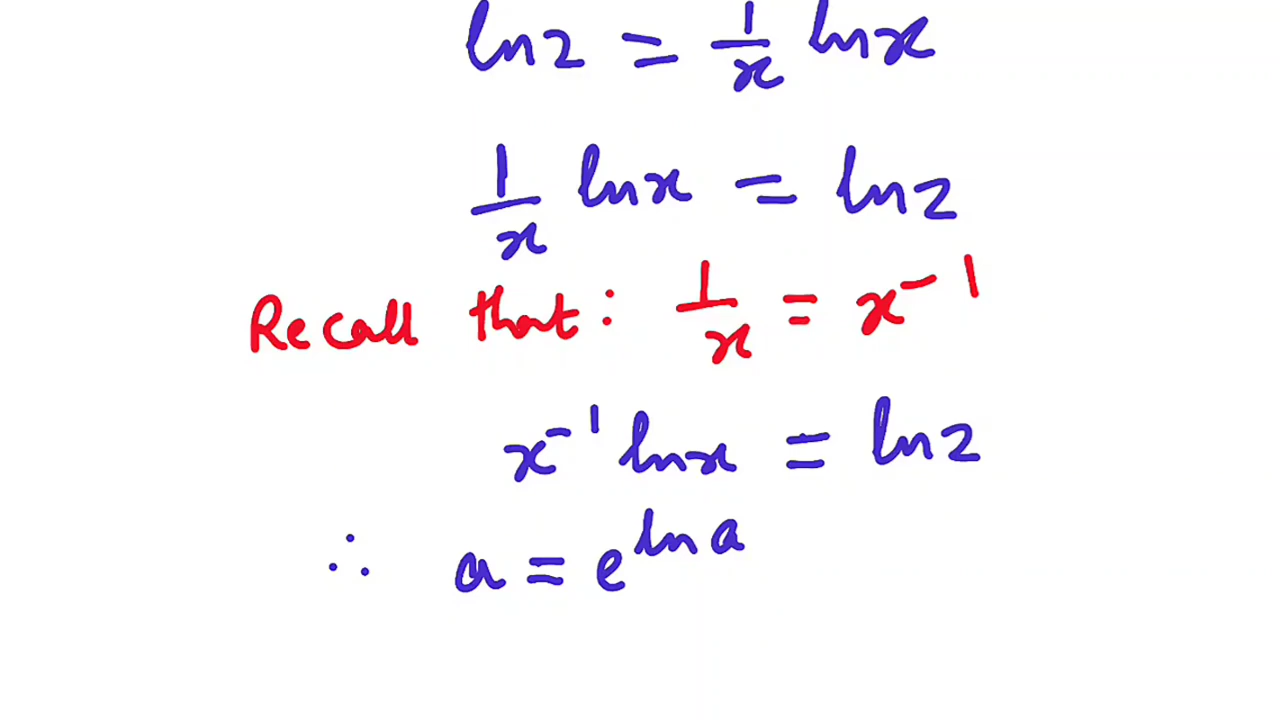 ln2 = 1/x lnx
1/x lnx = ln2
Recall that: 1/x = x⁻¹
x⁻¹ lnx = ln2
∴ a = e^(ln a)